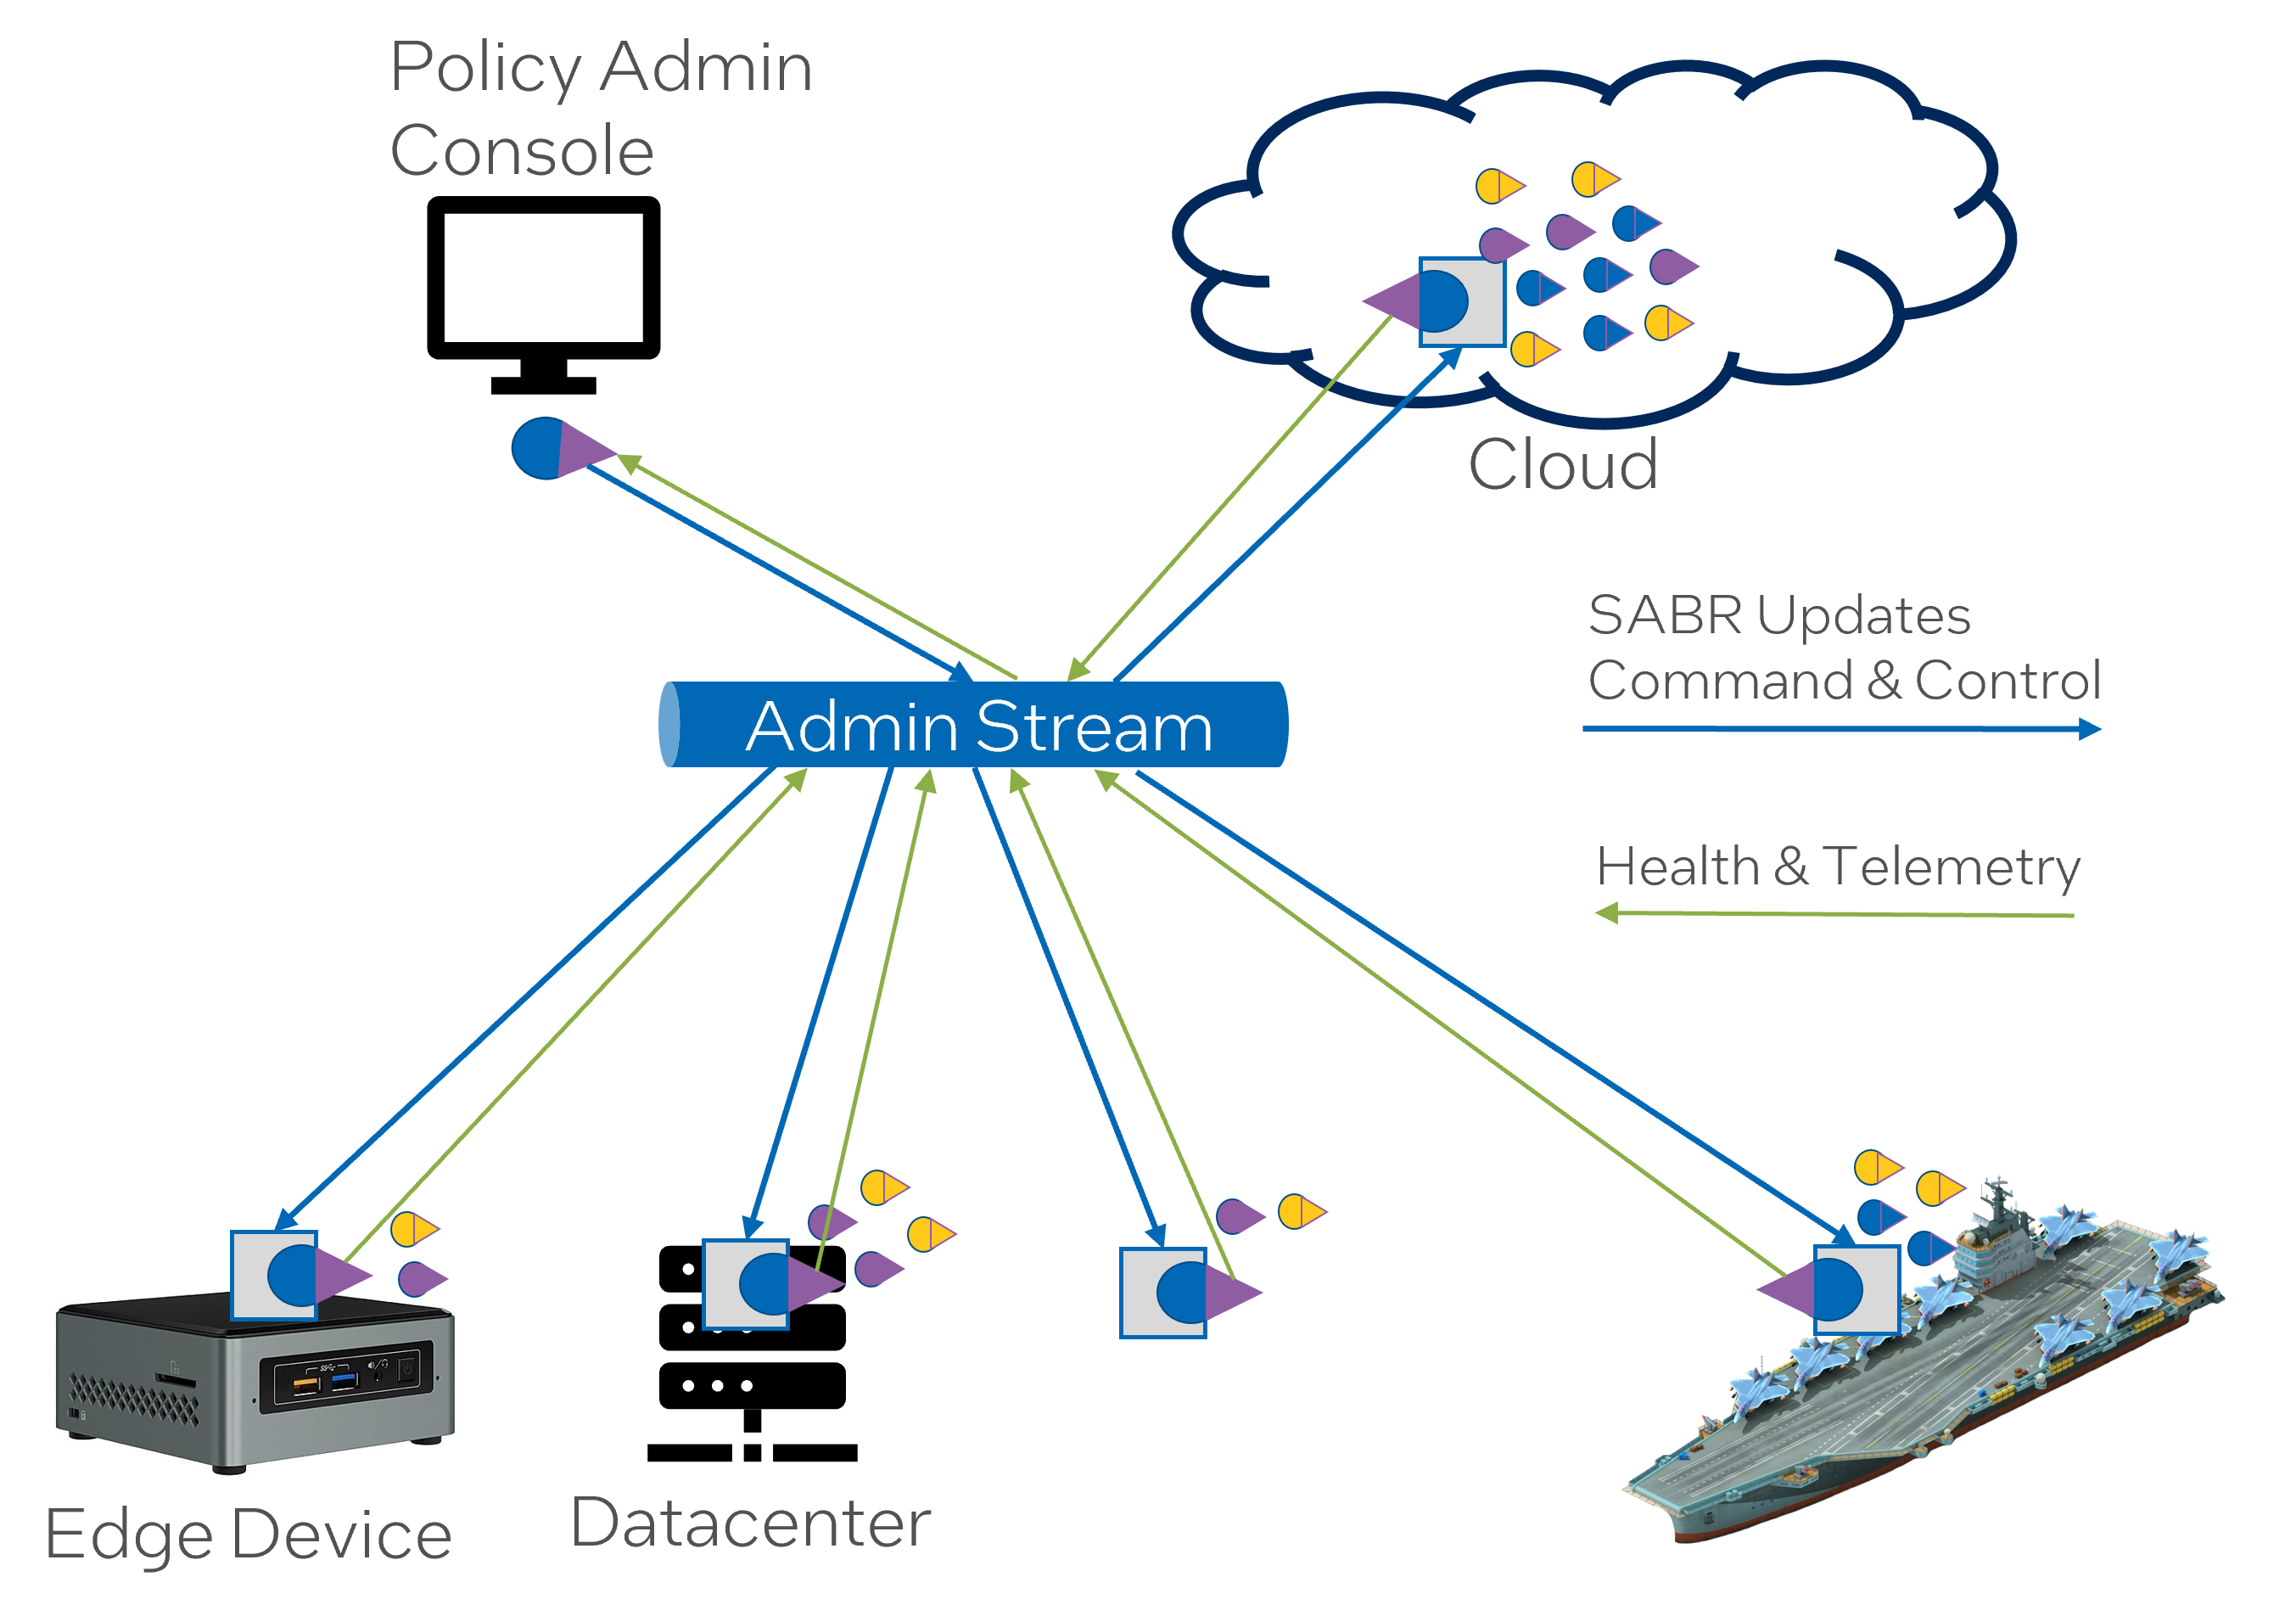 Policy Admin
Console
Cloud
SABR Updates
Command & Control
Admin Stream
Health & Telemetry
Edge Device
Datacenter